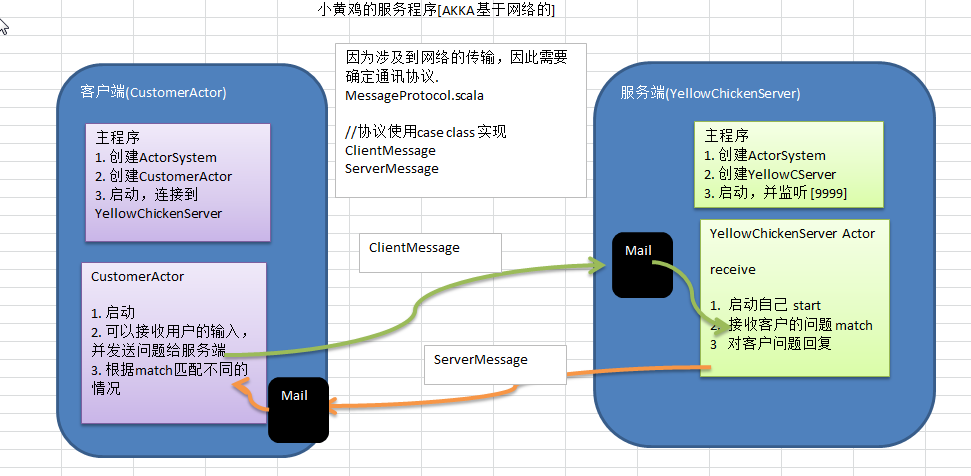 小黄鸡的服务程序[AKKA基于网络的]
因为涉及到网络的传输，因此需要
确定通讯协议.
MessageProtocol.scala
//协议使用case class 实现
ClientMessage
ServerMessage
客户端(CustomerActor)
主程序
1. 创建ActorSystem
2. 创建CustomerActor
3. 启动，连接到
YellowChickenServer
CustomerActor
1. 启动
2. 可以接收用户的输入，
并发送问题给服务端
3. 根据match匹配不同的
情况
Mail
ClientMessage
ServerMessage
服务端(YellowChickenServer)
主程序
1. 创建ActorSystem
2. 创建YellowCServer
3. 启动，并监听 [9999]
Mail
YellowChickenServer Actor
receive
1. 启动自己 start
2. 接收客户的问题 match
3 对客户问题回复